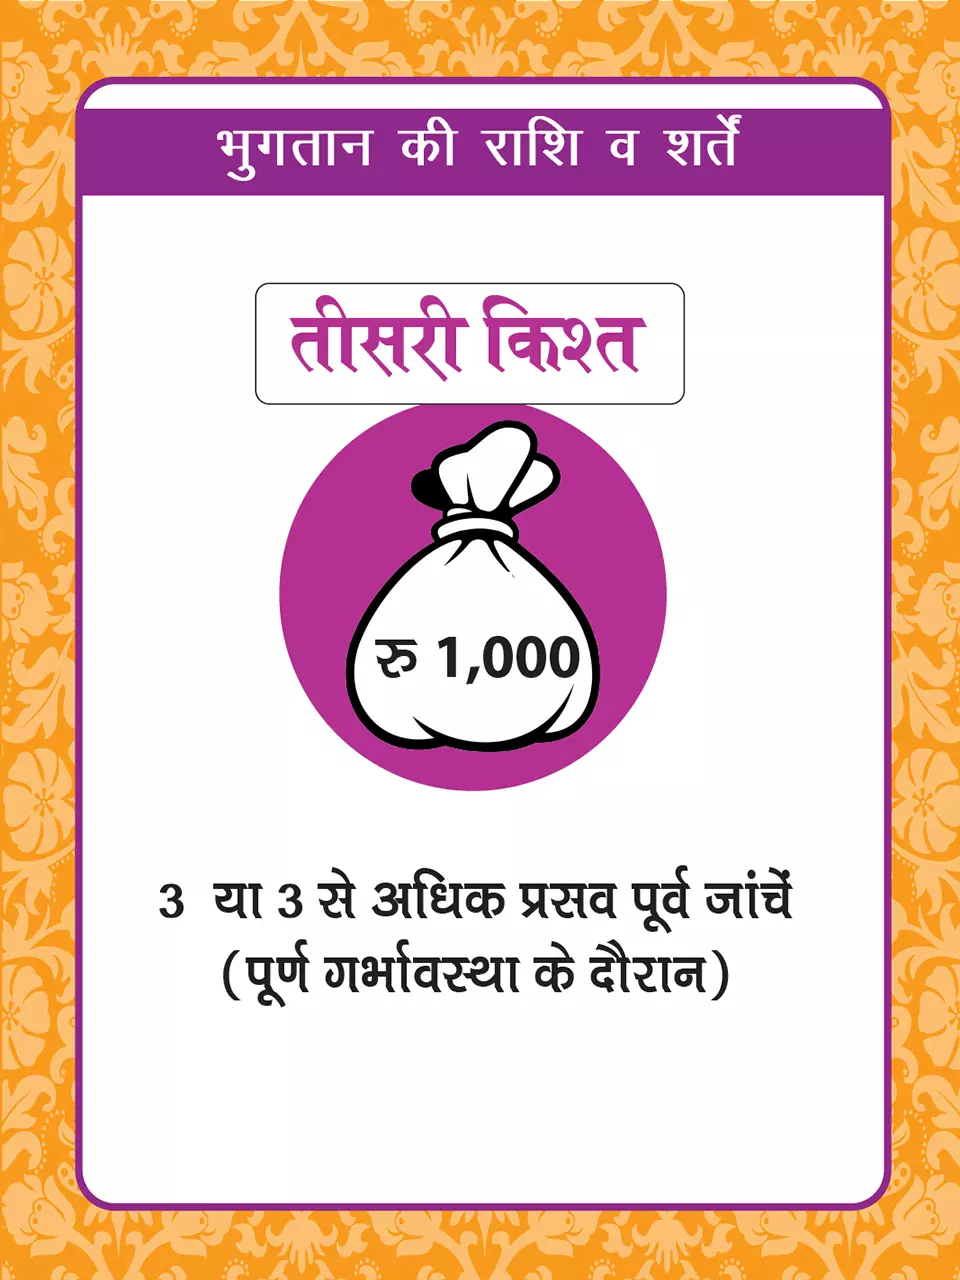 भुगतान की राशि व शर्तें
तीसरी किश्त
रु 1,000
3 या 3 से अधिक प्रसव पूर्व जांचें
(पूर्ण गर्भावस्था के दौरान)